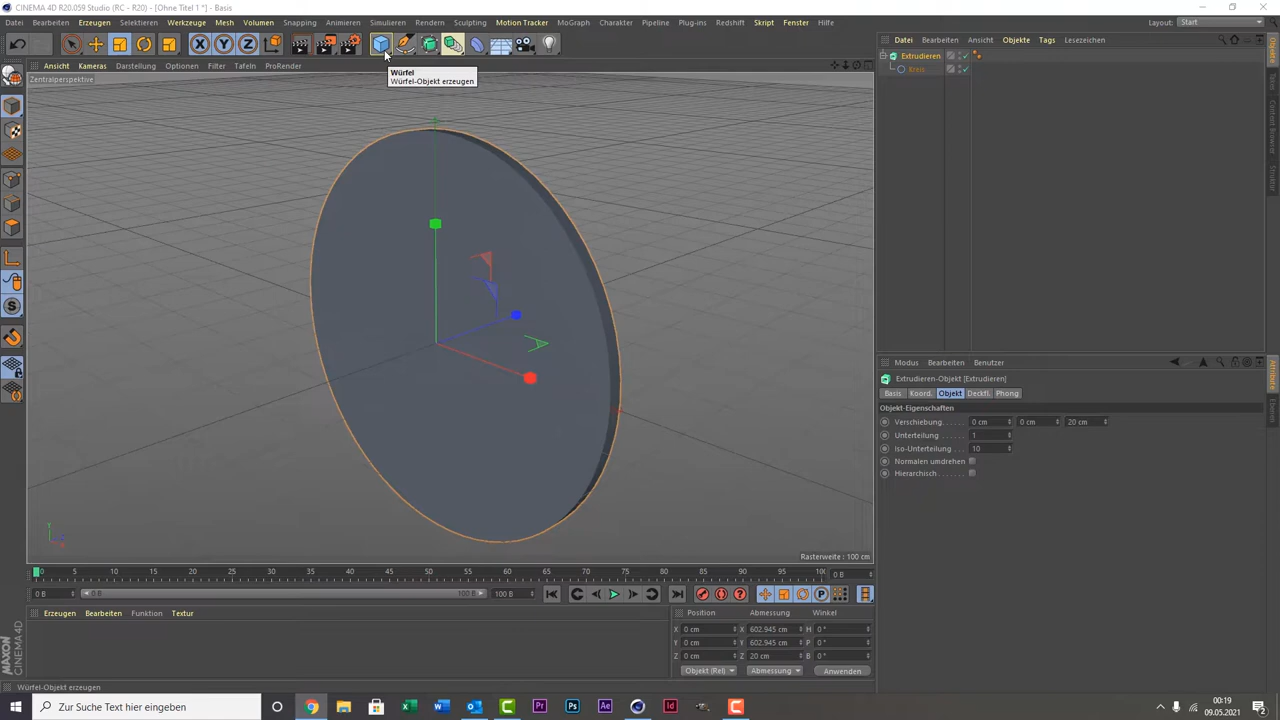 CINEMA 4D R20.059 Studio (RC - R20) - [Ohne Titel 1 *] - Basis
Datei Bearbeiten Erzeugen Selektieren Werkzeuge Mesh Volumen Snapping Animieren Simulieren Rendern Sculpting Motion Tracker MoGraph Charakter Pipeline Plug-ins Redshift Skript Fenster Hilfe
Layout: Start
X Y Z
Datei Bearbeiten Ansicht Objekte Tags
Würfel
Würfel-Objekt erzeugen
Ansicht Kameras Darstellung Optionen Filter Tafeln ProRender
Zentralperspektive
Extrudieren
Kreis
Objekte
Takes
Content Browser
Struktur
Y
Rasterweite : 100 cm
Modus Bearbeiten Benutzer
Extrudieren-Objekt [Extrudieren]
Basis Koord. Objekt Deckfl. Phong
Objekt-Eigenschaften
Verschiebung 0 cm 0 cm 20 cm
Unterteilung 1
Iso-Unterteilung 10
Normalen umdrehen
Hierarchisch
Attribute
Ebenen
0 5 10 15 20 25 30 35 40 45 50 55 60 65 70 75 80 85 90 95 100 0 B
0 B 0 B 100 B 100 B
Erzeugen Bearbeiten Funktion Textur
Position Abmessung Winkel
X 0 cm X 602.945 cm H 0 °
Y 0 cm Y 602.945 cm P 0 °
Z 0 cm Z 20 cm B 0 °
Objekt (Rel) Abmessung Anwenden
MAXON
CINEMA 4D
Würfel-Objekt erzeugen
Zur Suche Text hier eingeben
00:19
09.05.2021